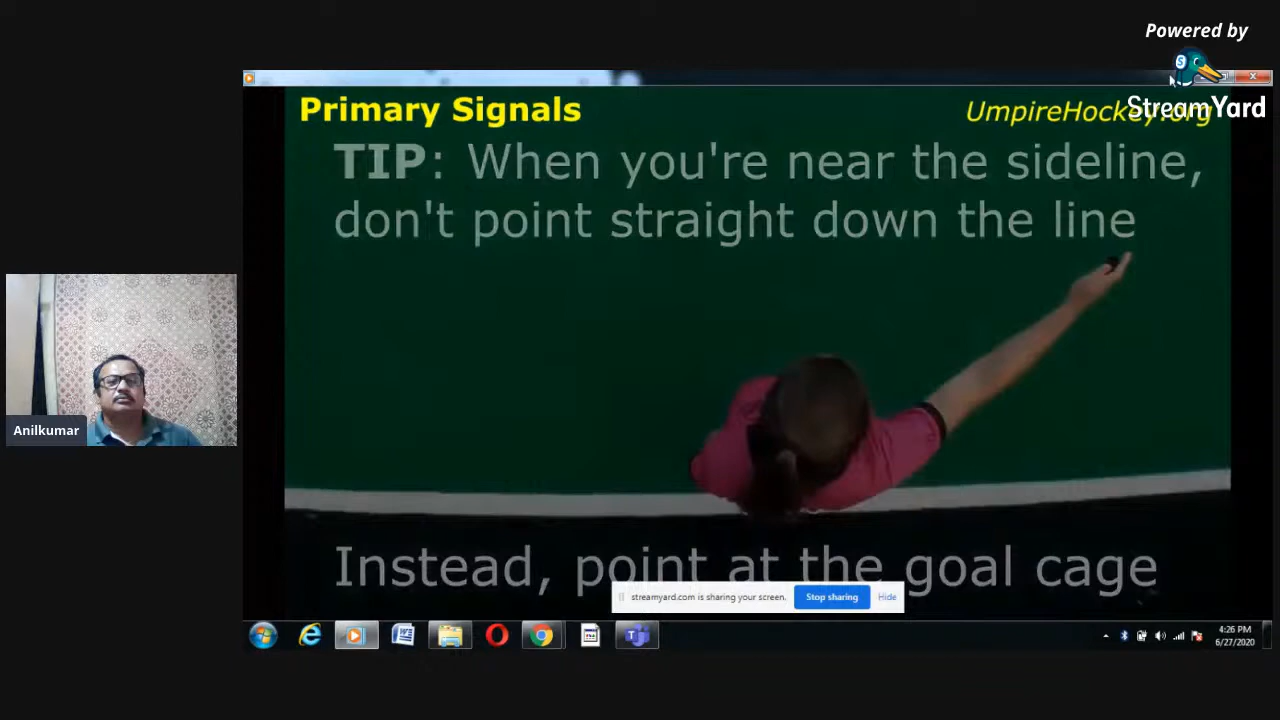 Powered by
StreamYard
Primary Signals
UmpireHockey.org
TIP: When you're near the sideline,
don't point straight down the line
Anilkumar
Instead, point at the goal cage
streamyard.com is sharing your screen.
Stop sharing
Hide
4:26 PM
6/27/2020